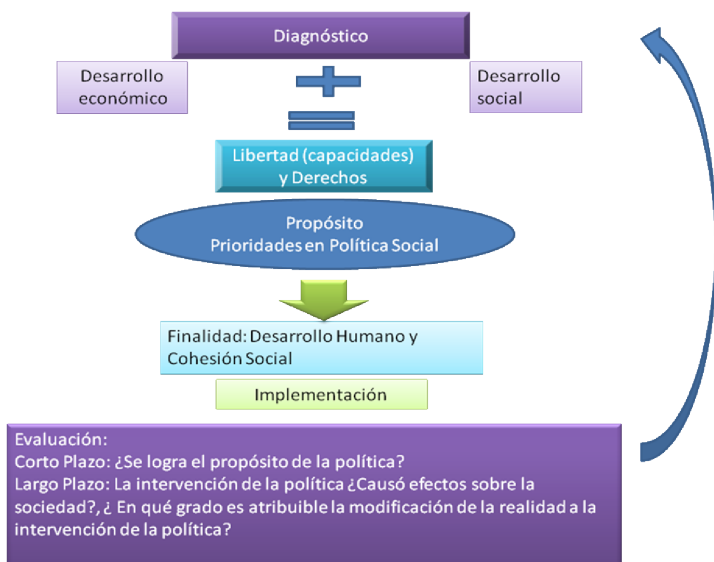 Diagnóstico
Desarrollo
económico
Desarrollo
social
Libertad (capacidades)
y Derechos
Propósito
Prioridades en Política Social
Finalidad: Desarrollo Humano y
Cohesión Social
Implementación
Evaluación:
Corto Plazo: ¿Se logra el propósito de la política?
Largo Plazo: La intervención de la política ¿Causó efectos sobre la
sociedad?, ¿ En qué grado es atribuible la modificación de la realidad a la
intervención de la política?